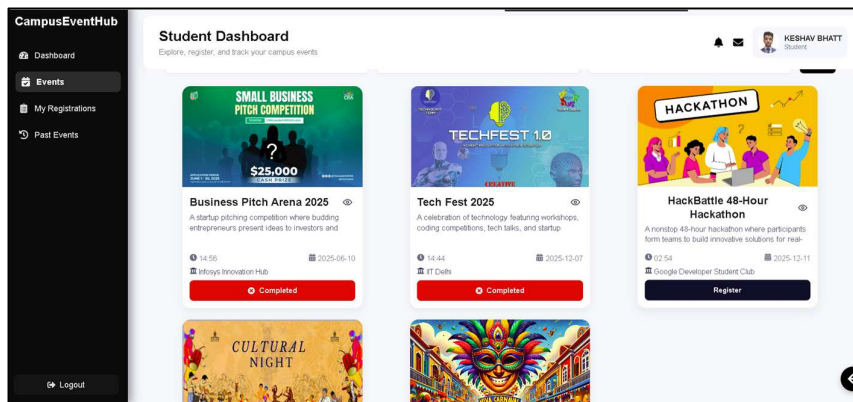 CampusEventHub
Dashboard
Events
My Registrations
Past Events
Logout
Student Dashboard
Explore, register, and track your campus events
KESHAV BHATT
Student
SMALL BUSINESS
PITCH COMPETITION
?
$25,000
CASH PRIZE
Business Pitch Arena 2025
A startup pitching competition where budding
entrepreneurs present ideas to investors and
14:56 2025-06-10
Infosys Innovation Hub
Completed
TECHFEST 1.0
CREATIVE
Tech Fest 2025
A celebration of technology featuring workshops,
coding competitions, tech talks, and startup
14:44 2025-12-07
IIT Delhi
Completed
HACKATHON
HackBattle 48-Hour
Hackathon
A nonstop 48-hour hackathon where participants
form teams to build innovative solutions for real-
02:54 2025-12-11
Google Developer Student Club
Register
CULTURAL
NIGHT
VIVA CARNAVAL